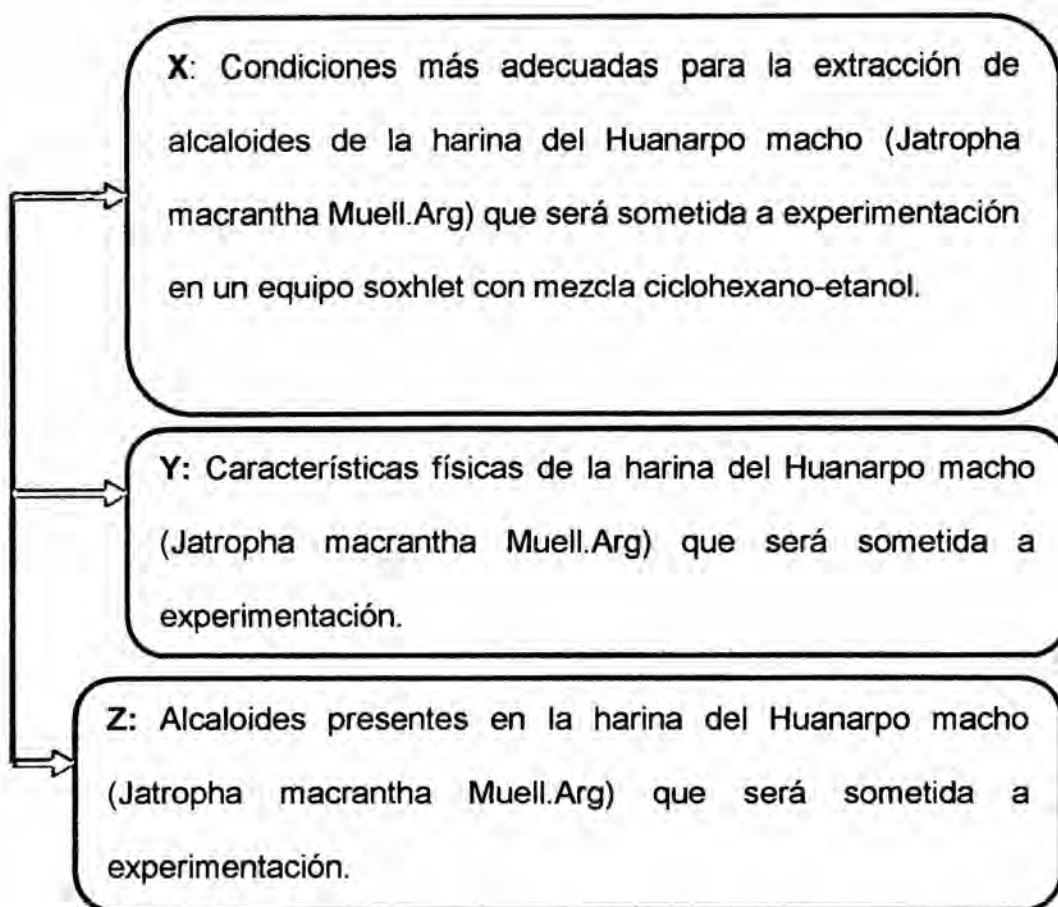 X: Condiciones más adecuadas para la extracción de
alcaloides de la harina del Huanarpo macho (Jatropha
macrantha Muell.Arg) que será sometida a experimentación
en un equipo soxhlet con mezcla ciclohexano-etanol.
Y: Características físicas de la harina del Huanarpo macho
(Jatropha macrantha Muell.Arg) que será sometida a
experimentación.
Z: Alcaloides presentes en la harina del Huanarpo macho
(Jatropha macrantha Muell.Arg) que será sometida a
experimentación.